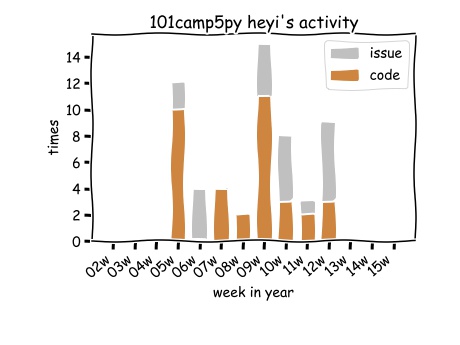 101camp5py heyi's activity
issue
code
times
14
12
10
8
6
4
2
0
02w 03w 04w 05w 06w 07w 08w 09w 10w 11w 12w 13w 14w 15w
week in year